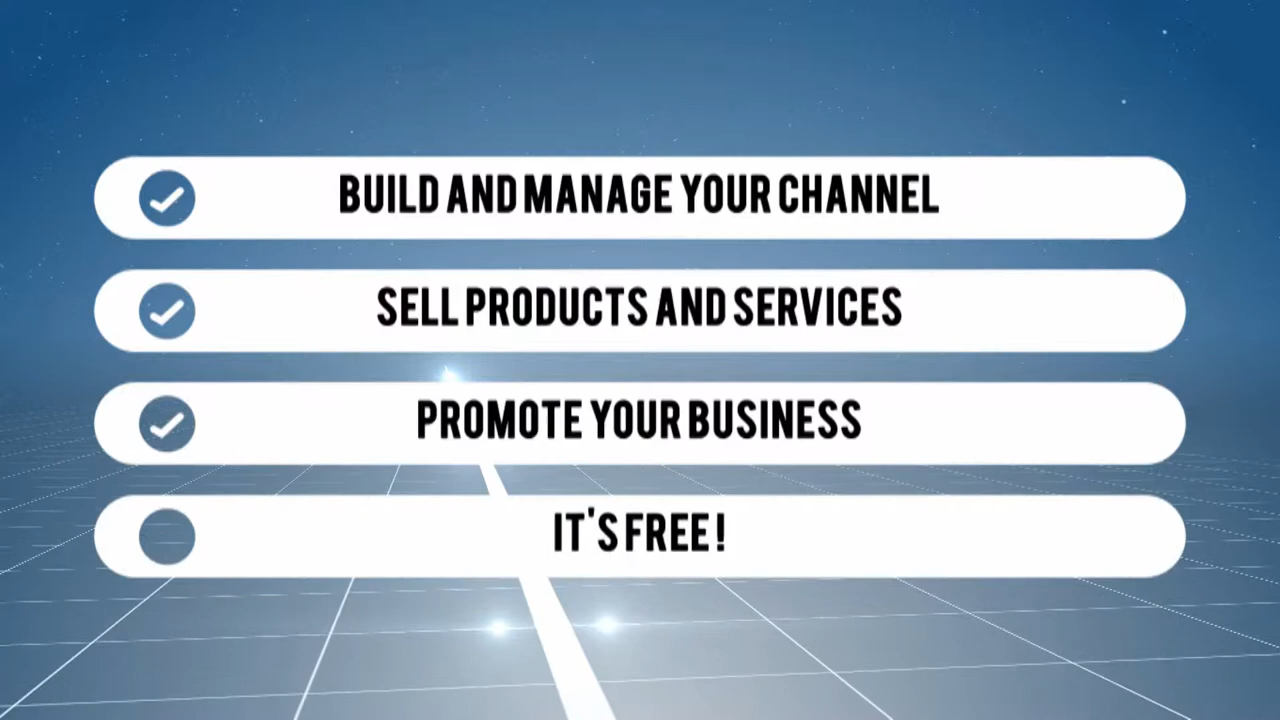 BUILD AND MANAGE YOUR CHANNEL
SELL PRODUCTS AND SERVICES
PROMOTE YOUR BUSINESS
IT'S FREE!